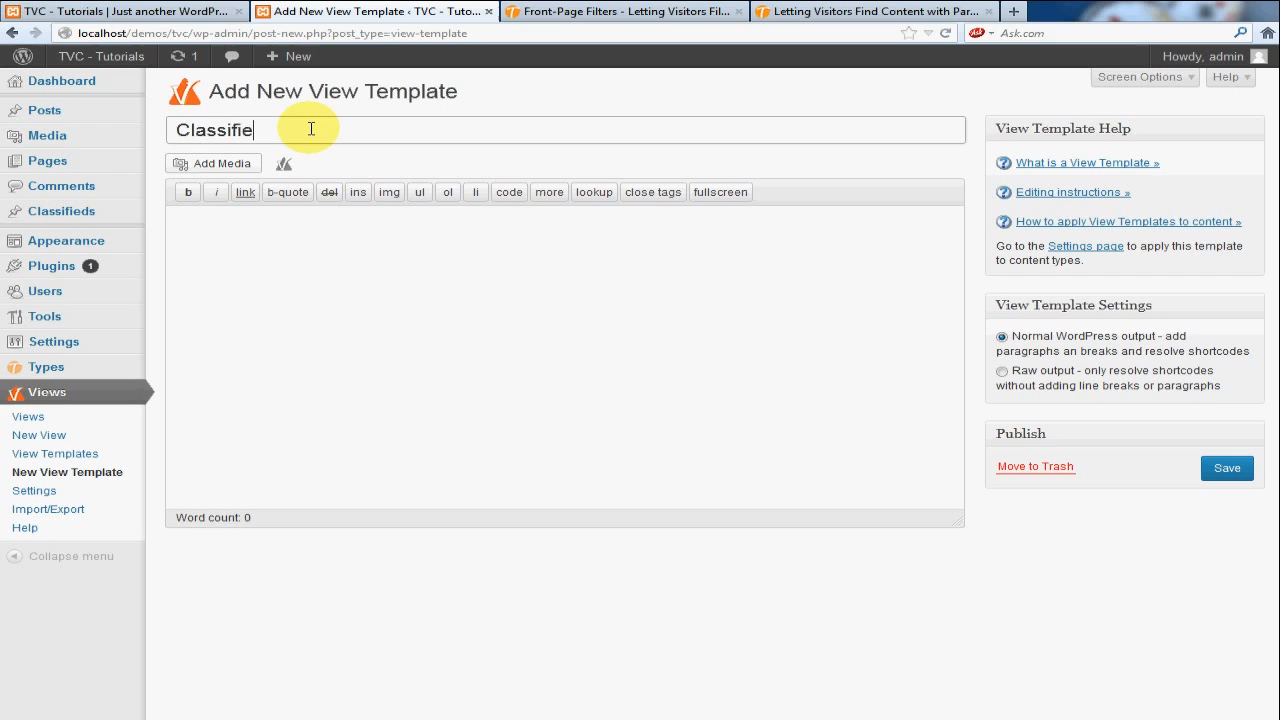 TVC - Tutorials | Just another WordPr...
Add New View Template ‹ TVC - Tuto...
Front-Page Filters - Letting Visitors Fil...
Letting Visitors Find Content with Par...
localhost/demos/tvc/wp-admin/post-new.php?post_type=view-template
Ask.com
TVC - Tutorials
1
New
Howdy, admin
Screen Options
Help
Dashboard
Posts
Media
Pages
Comments
Classifieds
Appearance
Plugins 1
Users
Tools
Settings
Types
Views
Views
New View
View Templates
New View Template
Settings
Import/Export
Help
Collapse menu
Add New View Template
Classifie
Add Media
b i link b-quote del ins img ul ol li code more lookup close tags fullscreen
Word count: 0
View Template Help
What is a View Template »
Editing instructions »
How to apply View Templates to content »
Go to the Settings page to apply this template
to content types.
View Template Settings
Normal WordPress output - add
paragraphs an breaks and resolve shortcodes
Raw output - only resolve shortcodes
without adding line breaks or paragraphs
Publish
Move to Trash
Save